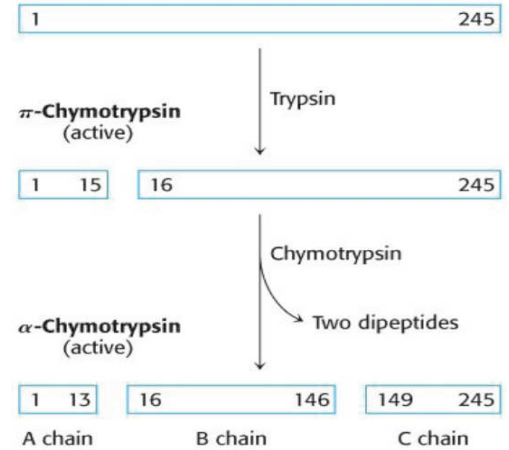 1 245
Trypsin
π-Chymotrypsin
(active)
1 15 16 245
Chymotrypsin
Two dipeptides
α-Chymotrypsin
(active)
1 13 16 146 149 245
A chain B chain C chain